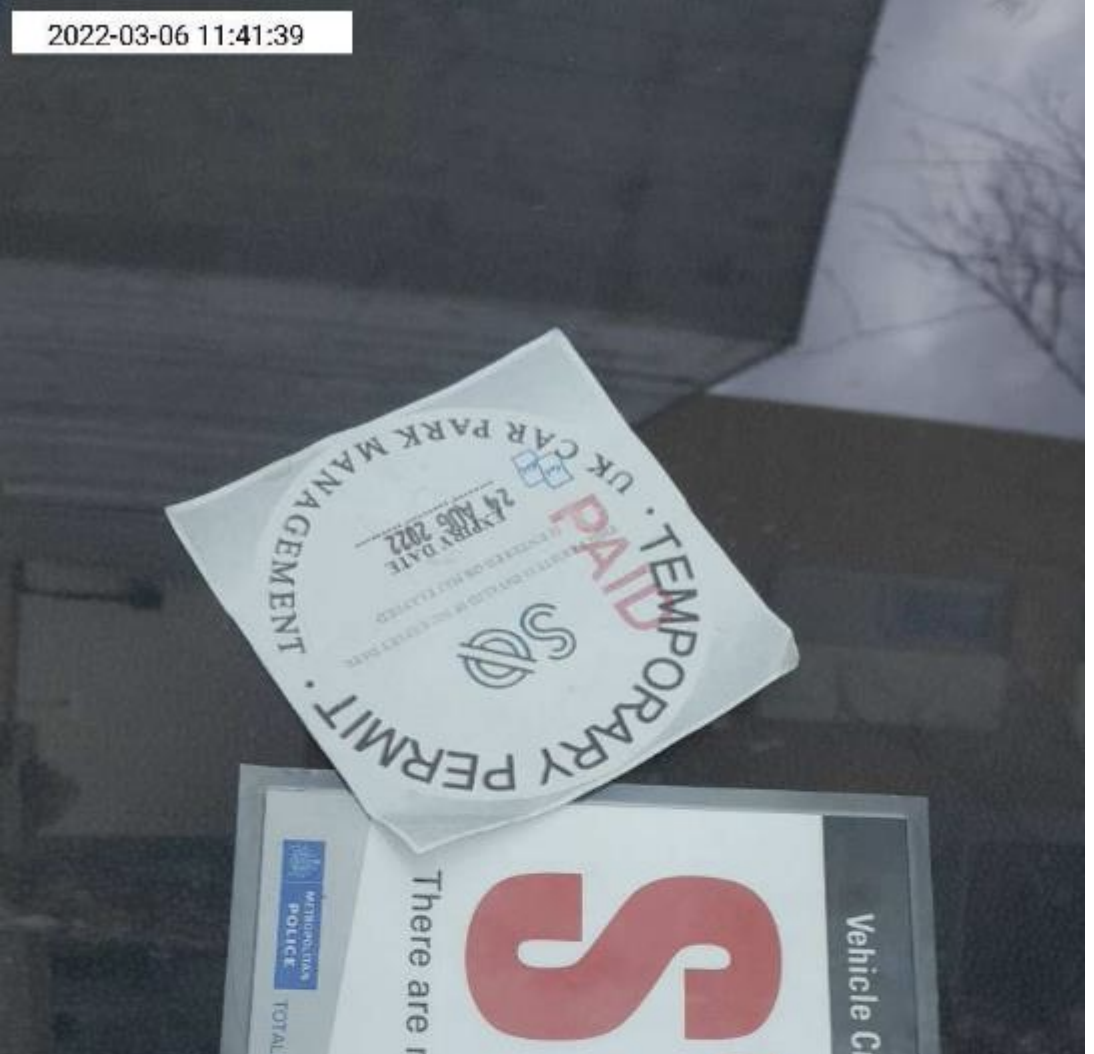 2022-03-06 11:41:39
UK CAR PARK MANAGEMENT
24 AUG 2022
EXPIRY DATE
PAID
TEMPORARY PERMIT
METROPOLITAN
POLICE
TOTAL
There are
S
Vehicle